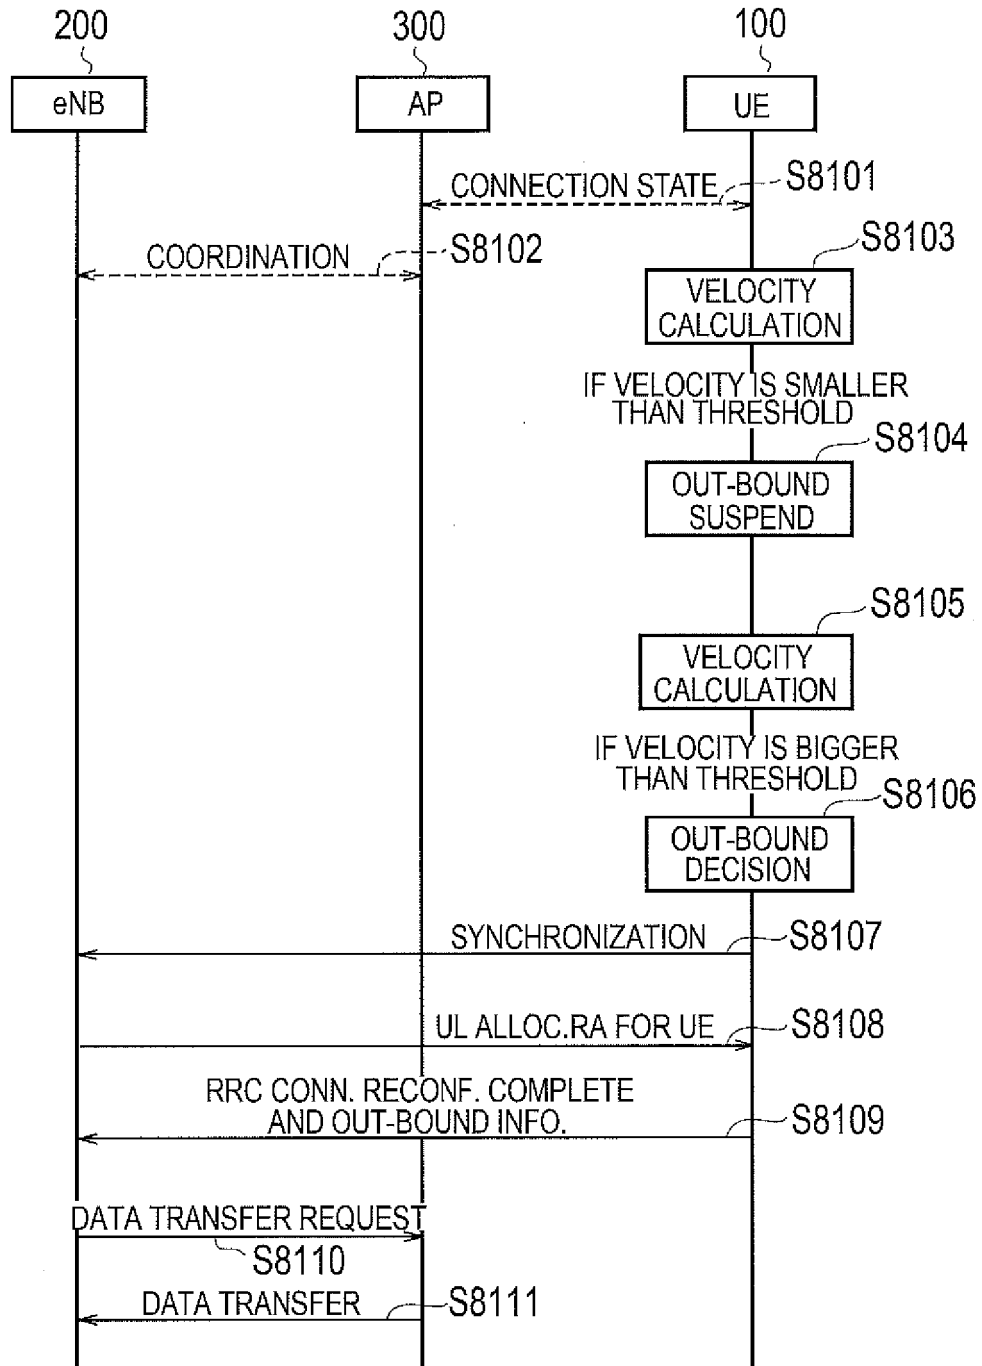 200
300
100
eNB
AP
UE
CONNECTION STATE
S8101
COORDINATION
S8102
S8103
VELOCITY
CALCULATION
IF VELOCITY IS SMALLER
THAN THRESHOLD
S8104
OUT-BOUND
SUSPEND
S8105
VELOCITY
CALCULATION
IF VELOCITY IS BIGGER
THAN THRESHOLD
S8106
OUT-BOUND
DECISION
SYNCHRONIZATION
S8107
UL ALLOC.RA FOR UE
S8108
RRC CONN. RECONF. COMPLETE
AND OUT-BOUND INFO.
S8109
DATA TRANSFER REQUEST
S8110
DATA TRANSFER
S8111